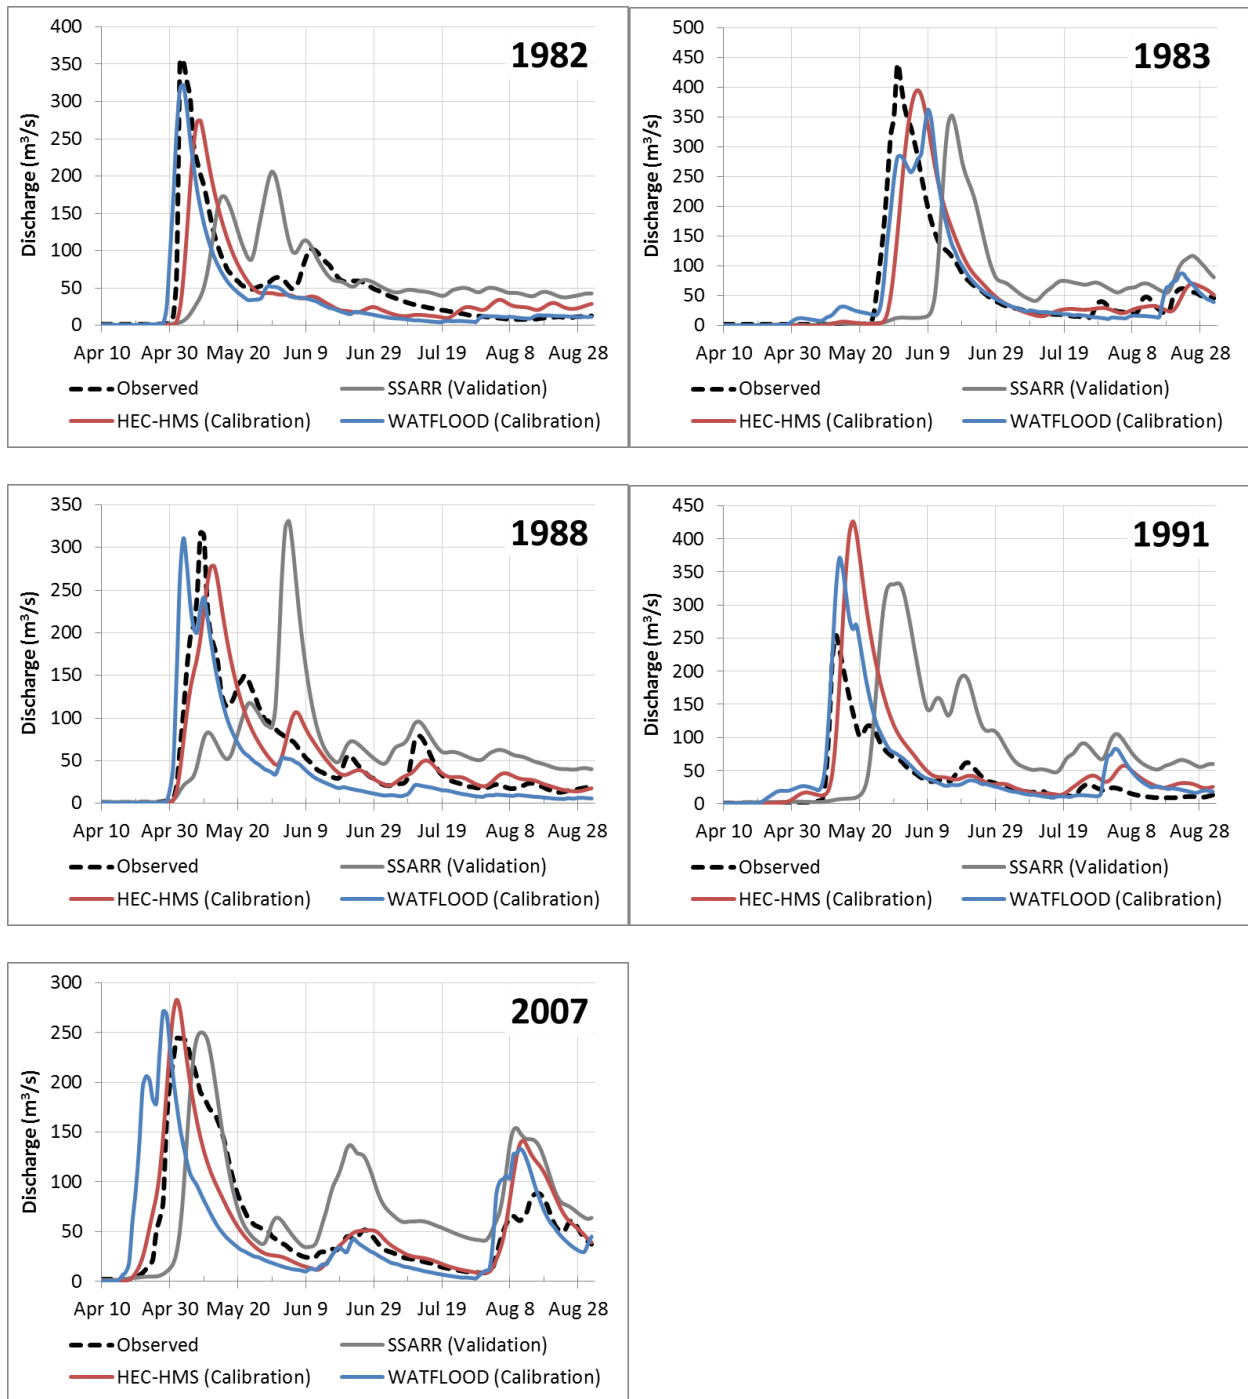 1982
Discharge (m³/s)
400
350
300
250
200
150
100
50
0
Apr 10 Apr 30 May 20 Jun 9 Jun 29 Jul 19 Aug 8 Aug 28
Observed SSARR (Validation)
HEC-HMS (Calibration) WATFLOOD (Calibration)
1983
Discharge (m³/s)
500
450
400
350
300
250
200
150
100
50
0
Apr 10 Apr 30 May 20 Jun 9 Jun 29 Jul 19 Aug 8 Aug 28
Observed SSARR (Validation)
HEC-HMS (Calibration) WATFLOOD (Calibration)
1988
Discharge (m³/s)
350
300
250
200
150
100
50
0
Apr 10 Apr 30 May 20 Jun 9 Jun 29 Jul 19 Aug 8 Aug 28
Observed SSARR (Validation)
HEC-HMS (Calibration) WATFLOOD (Calibration)
1991
Discharge (m³/s)
450
400
350
300
250
200
150
100
50
0
Apr 10 Apr 30 May 20 Jun 9 Jun 29 Jul 19 Aug 8 Aug 28
Observed SSARR (Validation)
HEC-HMS (Calibration) WATFLOOD (Calibration)
2007
Discharge (m³/s)
300
250
200
150
100
50
0
Apr 10 Apr 30 May 20 Jun 9 Jun 29 Jul 19 Aug 8 Aug 28
Observed SSARR (Validation)
HEC-HMS (Calibration) WATFLOOD (Calibration)